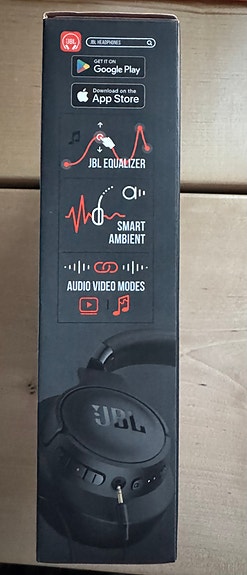 JBL
JBL HEADPHONES
GET IT ON
Google Play
Download on the
App Store
JBL EQUALIZER
SMART
AMBIENT
AUDIO VIDEO MODES
JBL